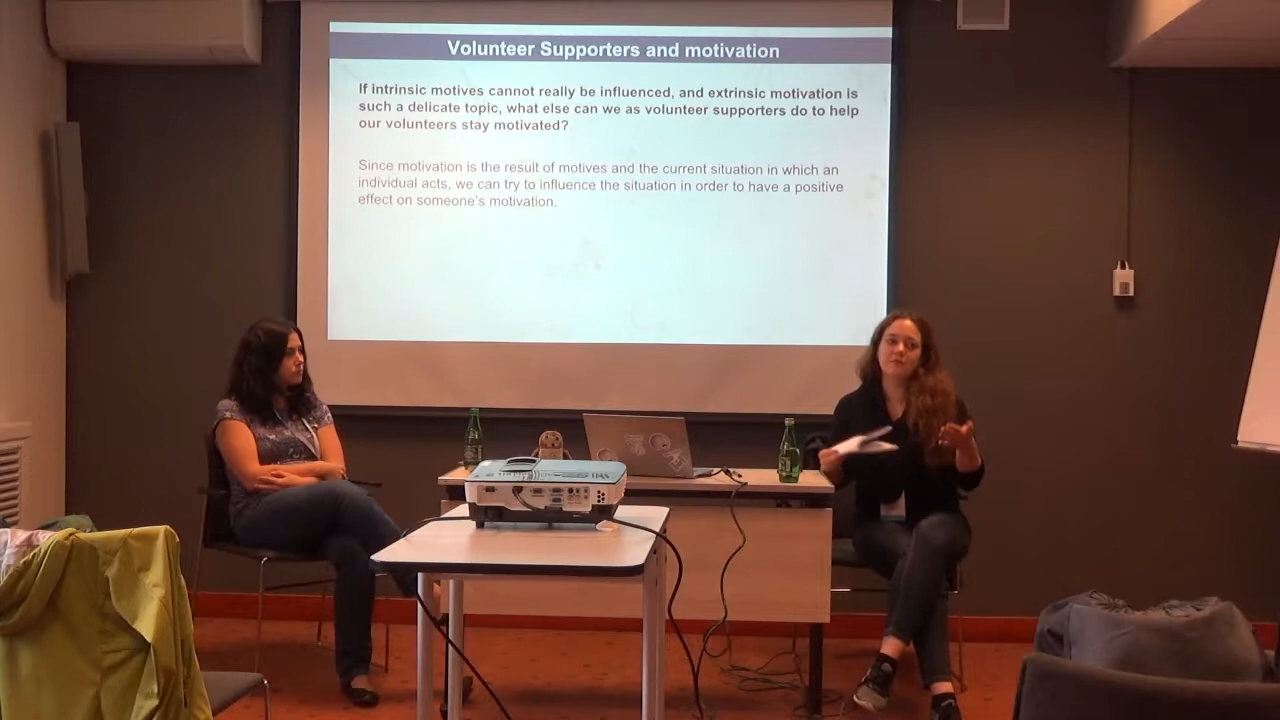 Volunteer Supporters and motivation
If intrinsic motives cannot really be influenced, and extrinsic motivation is
such a delicate topic, what else can we as volunteer supporters do to help
our volunteers stay motivated?
Since motivation is the result of motives and the current situation in which an
individual acts, we can try to influence the situation in order to have a positive
effect on someone's motivation.